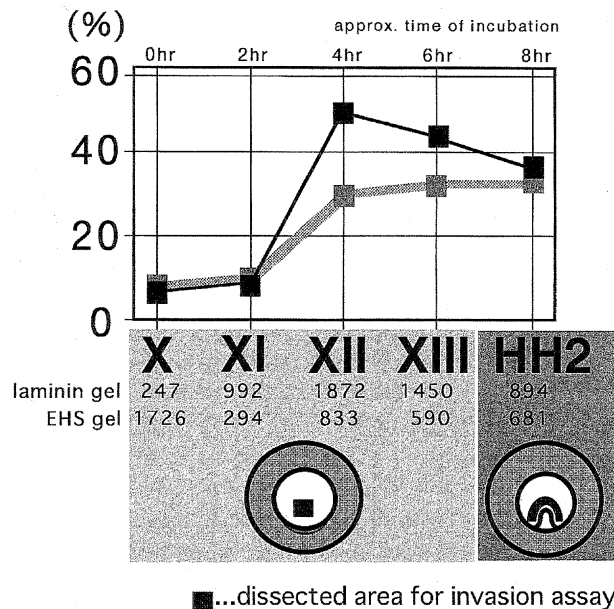 (%)
approx. time of incubation
0hr 2hr 4hr 6hr 8hr
60
40
20
0
X XI XII XIII HH2
laminin gel 247 992 1872 1450 894
EHS gel 1726 294 833 590 681
■...dissected area for invasion assay